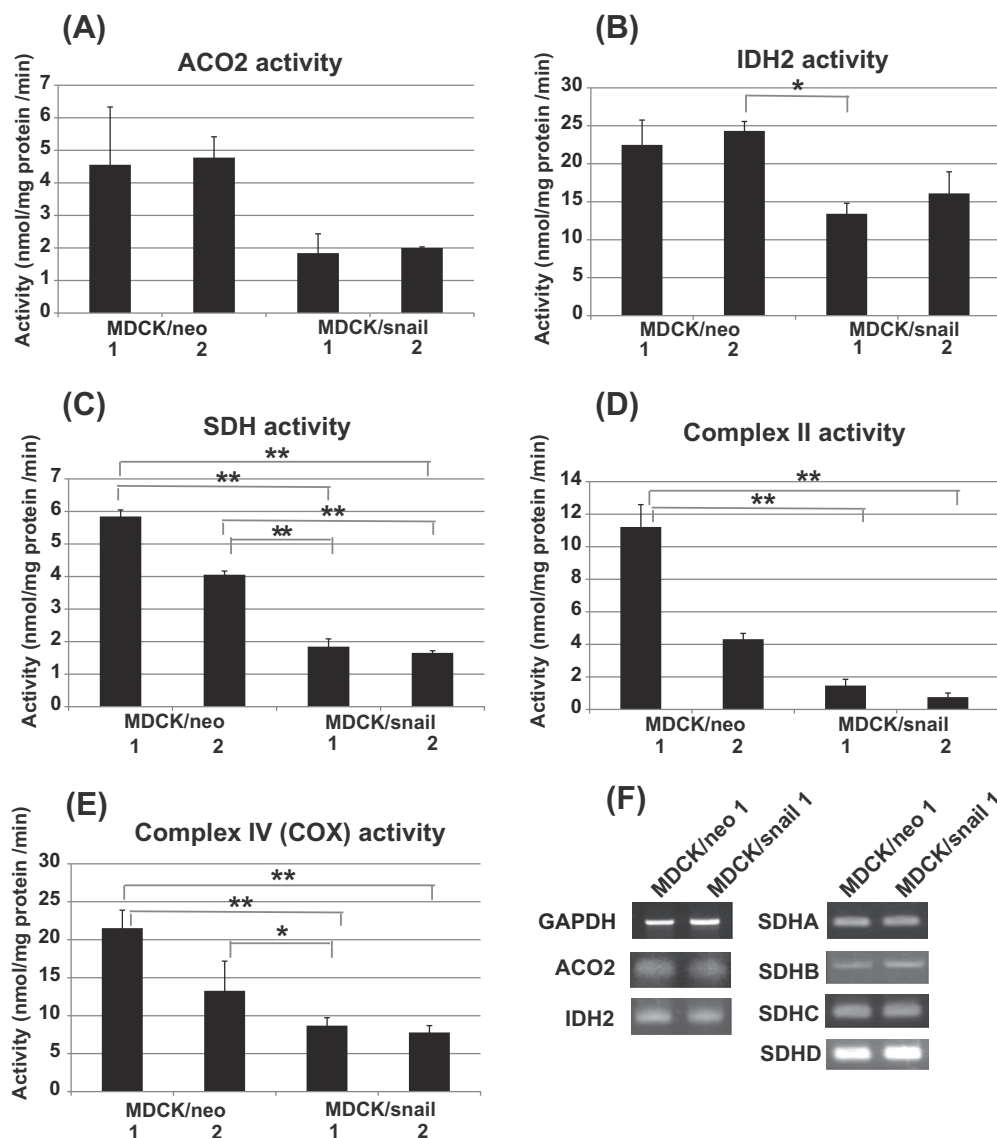 (A)
ACO2 activity
Activity (nmol/mg protein /min)
7
6
5
4
3
2
1
0
MDCK/neo MDCK/snail
1 2 1 2
(B)
IDH2 activity
Activity (nmol/mg protein /min)
30
25
20
15
10
5
0
*
MDCK/neo MDCK/snail
1 2 1 2
(C)
SDH activity
Activity (nmol/mg protein /min)
7
6
5
4
3
2
1
0
**
**
**
**
MDCK/neo MDCK/snail
1 2 1 2
(D)
Complex II activity
Activity (nmol/mg protein /min)
14
12
10
8
6
4
2
0
**
**
MDCK/neo MDCK/snail
1 2 1 2
(E)
Complex IV (COX) activity
Activity (nmol/mg protein /min)
30
25
20
15
10
5
0
**
**
*
MDCK/neo MDCK/snail
1 2 1 2
(F)
MDCK/neo 1 MDCK/snail 1
GAPDH
ACO2
IDH2
MDCK/neo 1 MDCK/snail 1
SDHA
SDHB
SDHC
SDHD